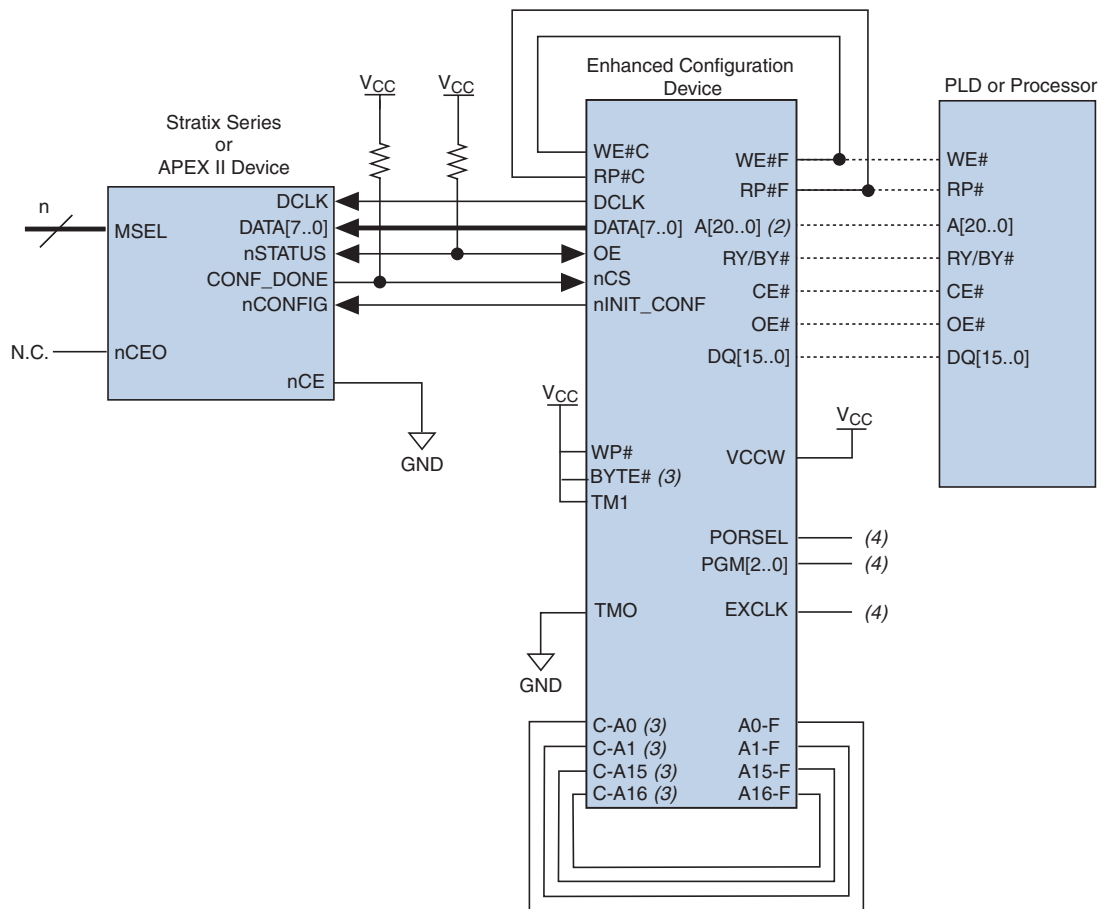 Enhanced Configuration
Device
PLD or Processor
VCC
VCC
Stratix Series
or
APEX II Device
n
MSEL
DCLK
DATA[7..0]
nSTATUS
CONF_DONE
nCONFIG
N.C.
nCEO
nCE
GND
WE#C
RP#C
DCLK
DATA[7..0]
OE
nCS
nINIT_CONF
WE#F
RP#F
A[20..0] (2)
RY/BY#
CE#
OE#
DQ[15..0]
WE#
RP#
A[20..0]
RY/BY#
CE#
OE#
DQ[15..0]
VCC
WP#
BYTE# (3)
TM1
VCC
VCCW
PORSEL
(4)
PGM[2..0]
(4)
TMO
EXCLK
(4)
GND
C-A0 (3)
A0-F
C-A1 (3)
A1-F
C-A15 (3)
A15-F
C-A16 (3)
A16-F